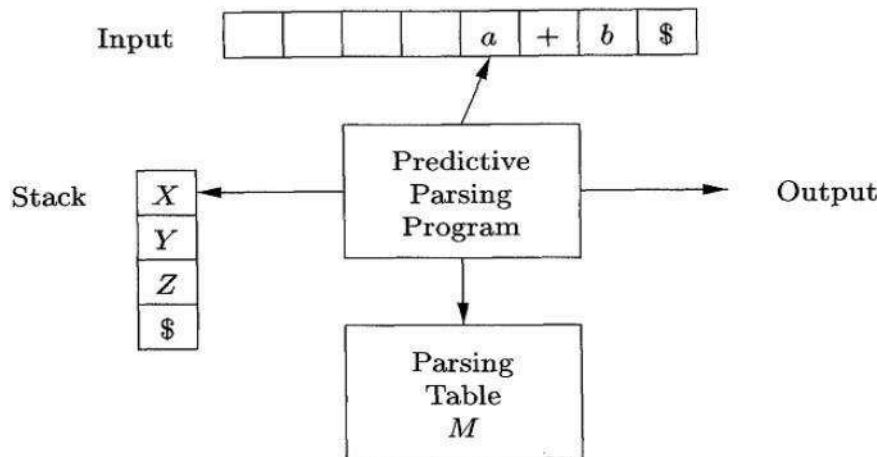 Input
a + b $
Predictive
Parsing
Program
Stack
X
Y
Z
$
Output
Parsing
Table
M